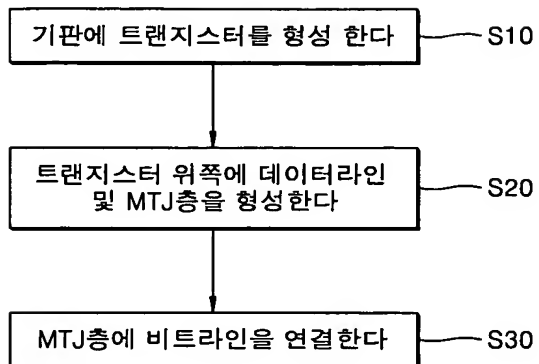 기판에 트랜지스터를 형성 한다
S10
트랜지스터 위쪽에 데이터라인
및 MTJ층을 형성한다
S20
MTJ층에 비트라인을 연결한다
S30